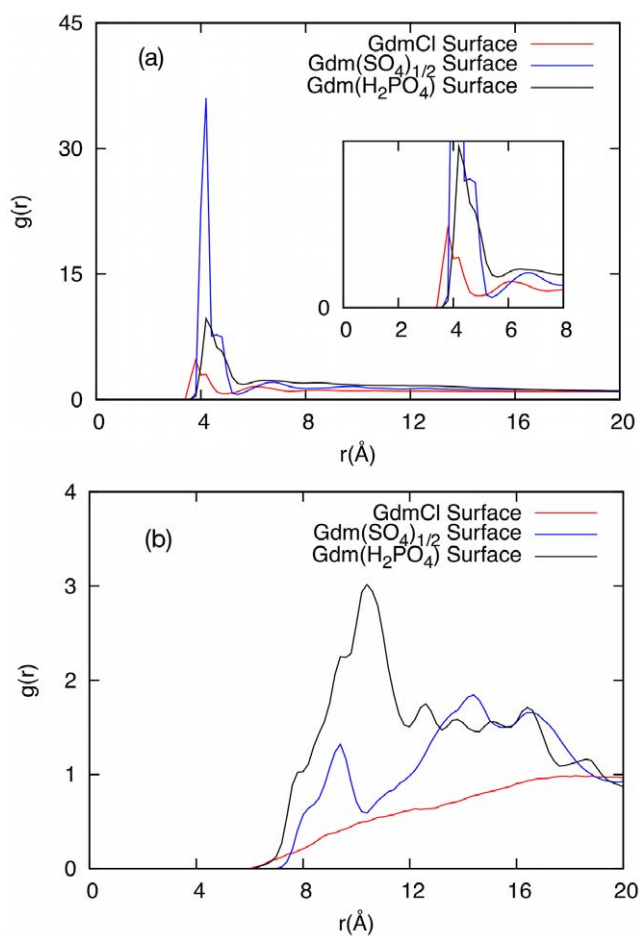 45
(a)
GdmCl Surface
Gdm(SO₄)₁/₂ Surface
Gdm(H₂PO₄) Surface
30
g(r)
15
0
0 2 4 6 8
0
0 4 8 12 16 20
r(Å)
4
(b)
GdmCl Surface
Gdm(SO₄)₁/₂ Surface
Gdm(H₂PO₄) Surface
3
g(r)
2
1
0
0 4 8 12 16 20
r(Å)